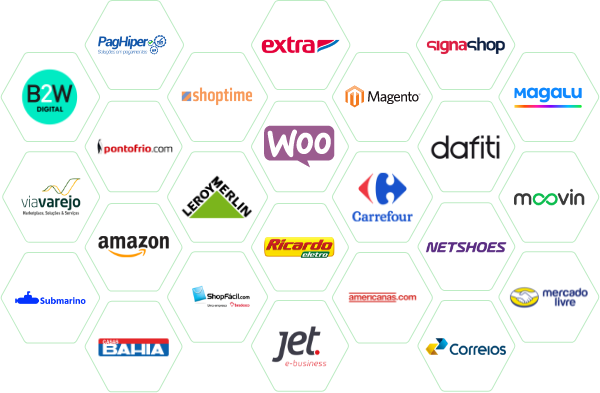 PagHiper
Soluções em pagamentos
extra
signashop
B2W
DIGITAL
shoptime
Magento
MAGALU
pontofrio.com
WOO
dafiti
viavarejo
Marketplace, Soluções & Serviços
LEROY MERLIN
Carrefour
moovin
amazon
Ricardo
eletro
NETSHOES
Submarino
ShopFácil.com
americanas.com
mercado
livre
CASAS
BAHIA
jet.
e-business
Correios